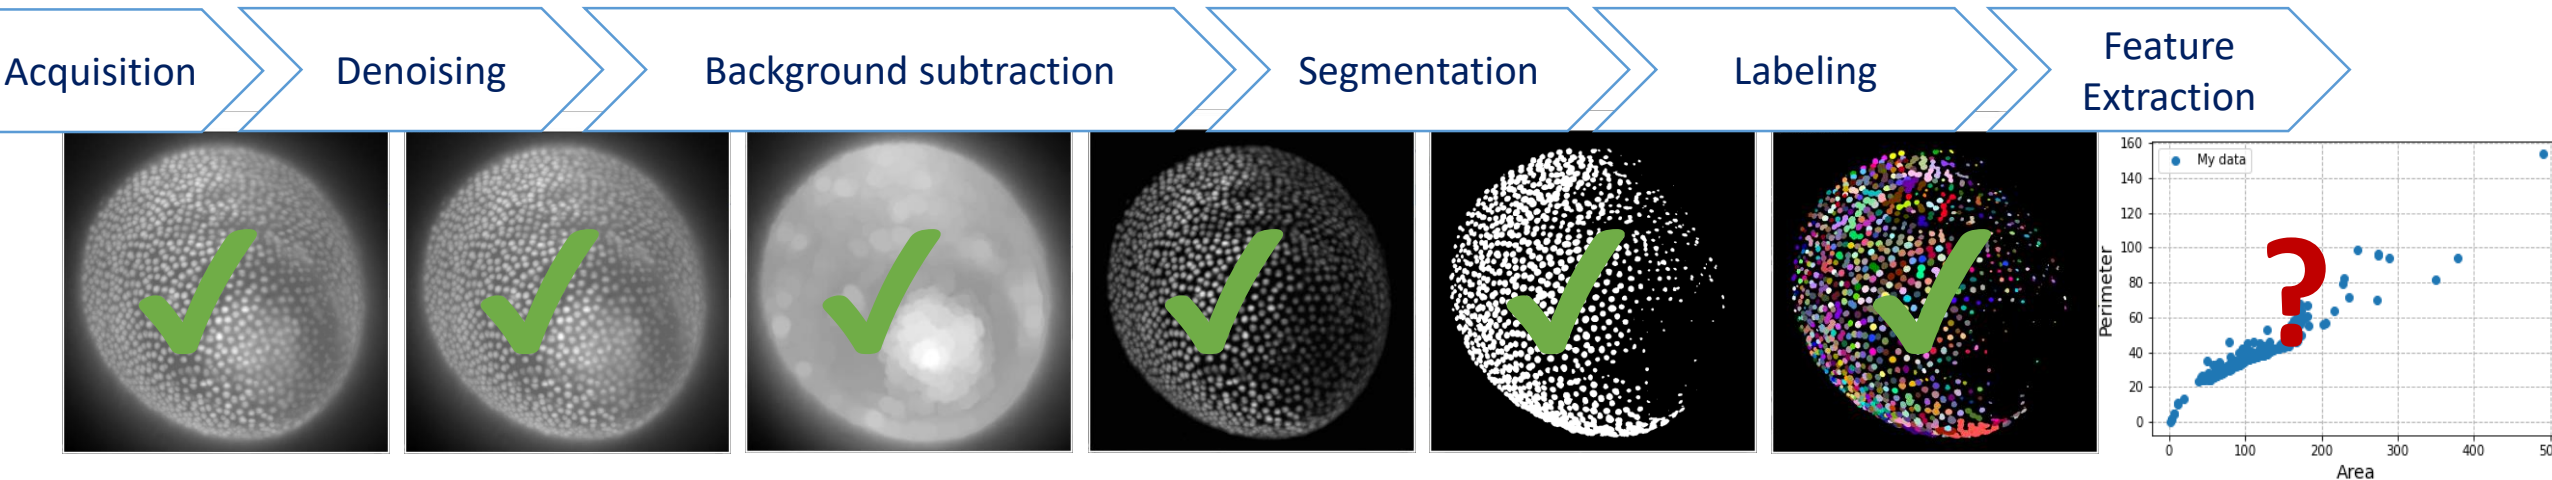 Acquisition
Denoising
Background subtraction
Segmentation
Labeling
Feature
Extraction
160
My data
140
120
100
80
60
40
20
0
Perimeter
?
0 100 200 300 400 50
Area